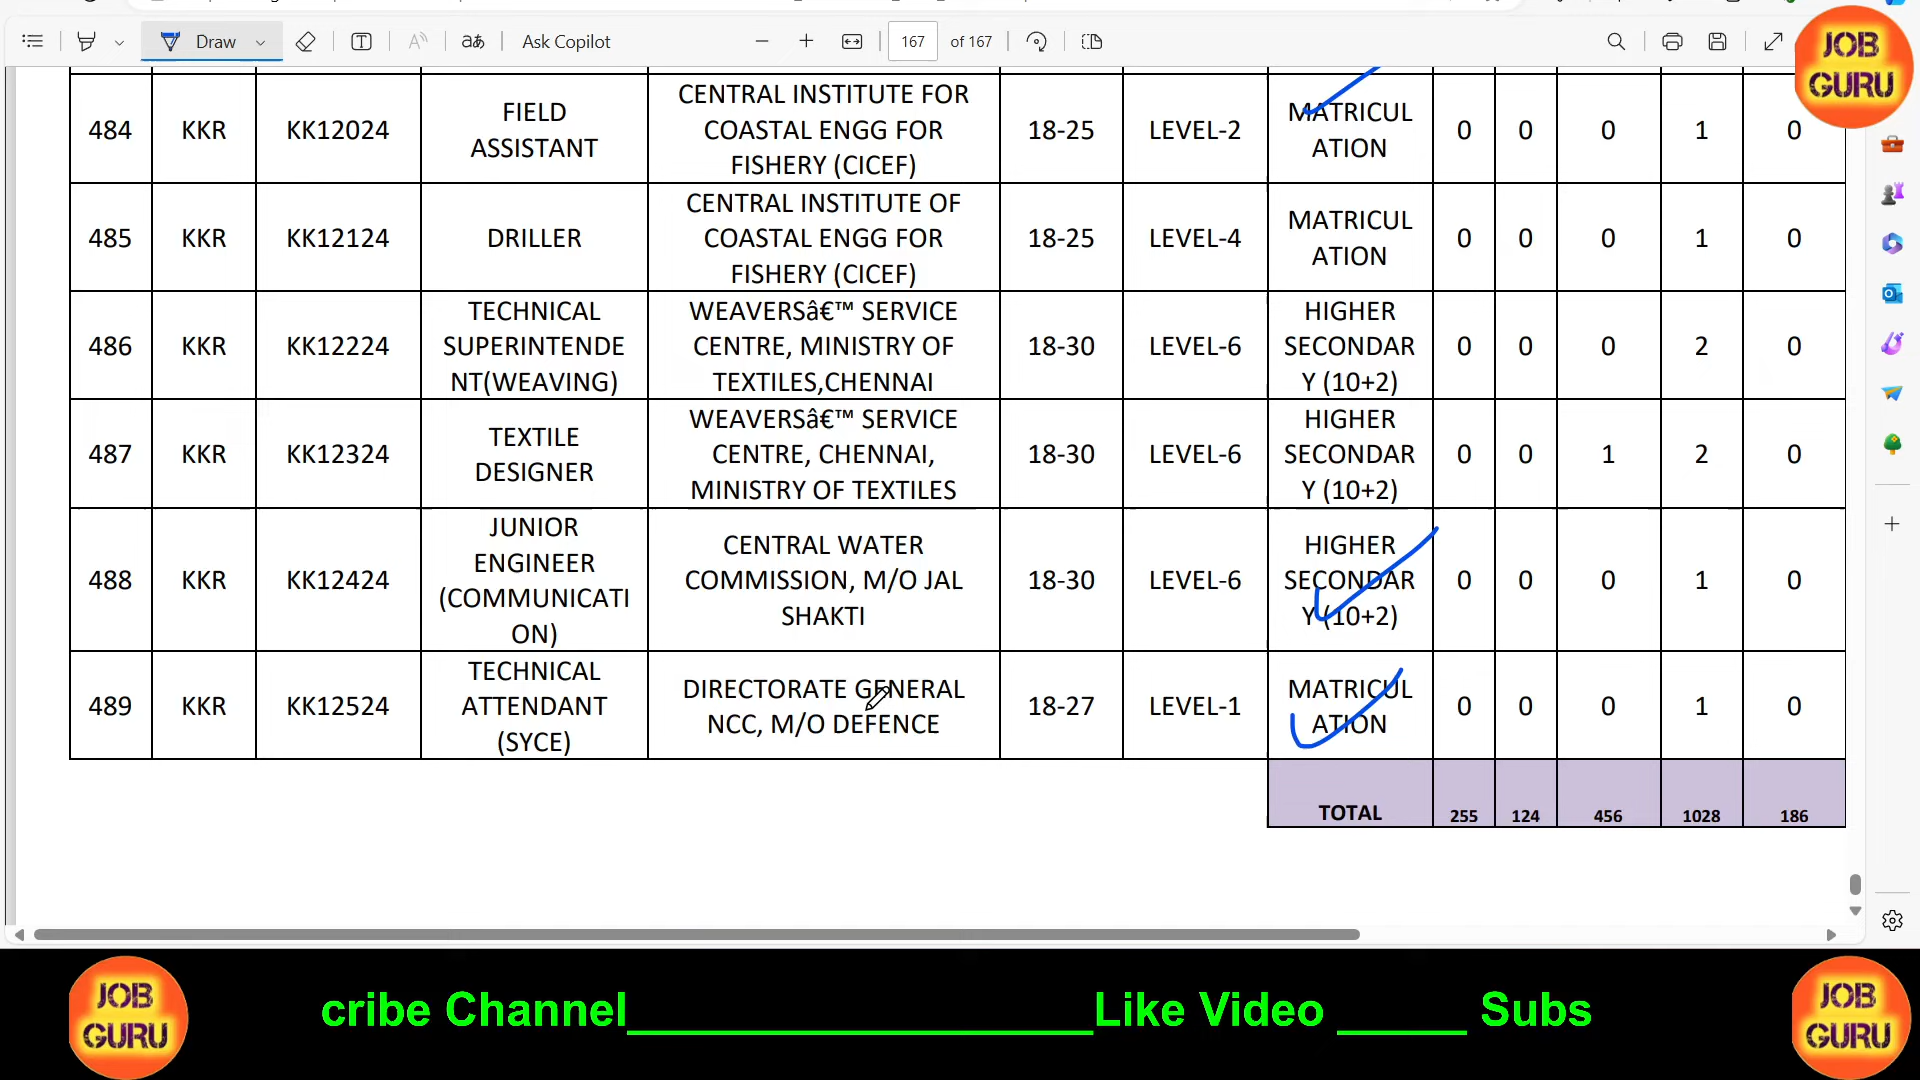 Draw
Ask Copilot
167
of 167
JOB
GURU
484 KKR KK12024 FIELD ASSISTANT CENTRAL INSTITUTE FOR COASTAL ENGG FOR FISHERY (CICEF) 18-25 LEVEL-2 MATRICUL ATION 0 0 0 1 0
485 KKR KK12124 DRILLER CENTRAL INSTITUTE OF COASTAL ENGG FOR FISHERY (CICEF) 18-25 LEVEL-4 MATRICUL ATION 0 0 0 1 0
486 KKR KK12224 TECHNICAL SUPERINTENDE NT(WEAVING) WEAVERSâ€™ SERVICE CENTRE, MINISTRY OF TEXTILES,CHENNAI 18-30 LEVEL-6 HIGHER SECONDAR Y (10+2) 0 0 0 2 0
487 KKR KK12324 TEXTILE DESIGNER WEAVERSâ€™ SERVICE CENTRE, CHENNAI, MINISTRY OF TEXTILES 18-30 LEVEL-6 HIGHER SECONDAR Y (10+2) 0 0 1 2 0
488 KKR KK12424 JUNIOR ENGINEER (COMMUNICATI ON) CENTRAL WATER COMMISSION, M/O JAL SHAKTI 18-30 LEVEL-6 HIGHER SECONDAR Y (10+2) 0 0 0 1 0
489 KKR KK12524 TECHNICAL ATTENDANT (SYCE) DIRECTORATE GENERAL NCC, M/O DEFENCE 18-27 LEVEL-1 MATRICUL ATION 0 0 0 1 0
TOTAL 255 124 456 1028 186
JOB
GURU
cribe Channel__________________Like Video _____ Subs
JOB
GURU